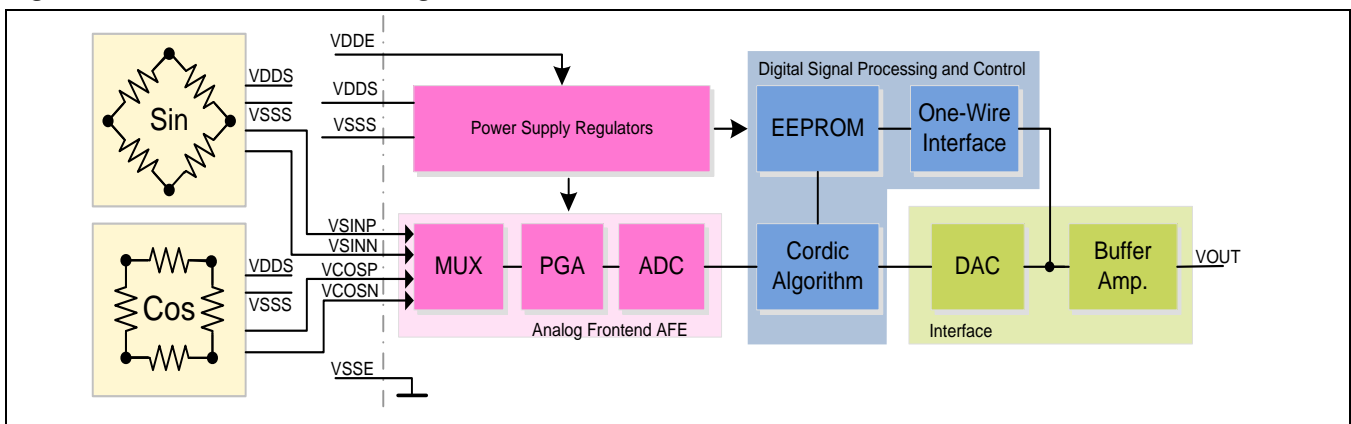 Sin
VDDS
VSSS
Cos
VDDS
VSSS
VDDE
VDDS
VSSS
Power Supply Regulators
VSINP
VSINN
VCOSP
VCOSN
MUX
PGA
ADC
Analog Frontend AFE
VSSE
Digital Signal Processing and Control
EEPROM
One-Wire
Interface
Cordic
Algorithm
DAC
Buffer
Amp.
Interface
VOUT